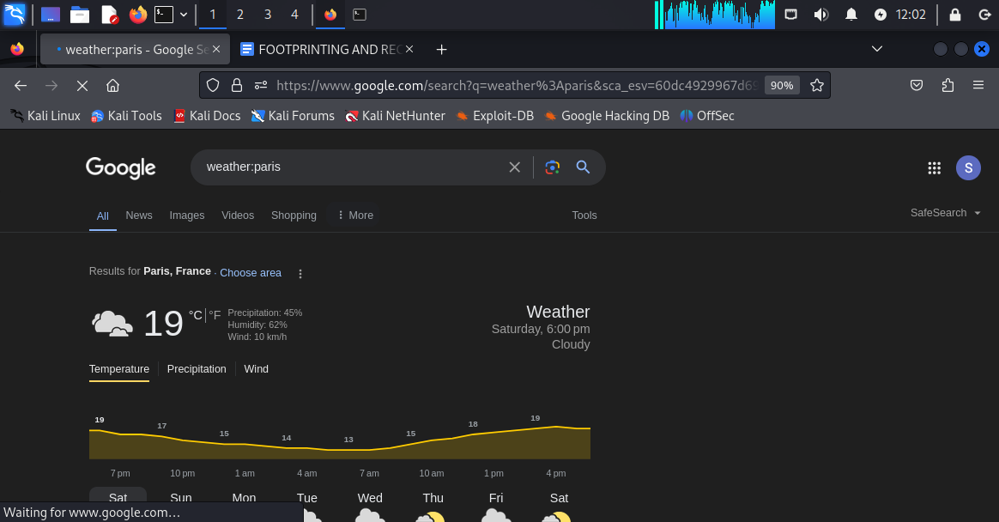 1 2 3 4 12:02
weather:paris - Google Se
FOOTPRINTING AND REC
https://www.google.com/search?q=weather%3Aparis&sca_esv=60dc4929967d69 90%
Kali Linux Kali Tools Kali Docs Kali Forums Kali NetHunter Exploit-DB Google Hacking DB OffSec
Google weather:paris S
All News Images Videos Shopping More Tools SafeSearch
Results for Paris, France · Choose area
19 °C | °F
Precipitation: 45%
Humidity: 62%
Wind: 10 km/h
Weather
Saturday, 6:00 pm
Cloudy
Temperature Precipitation Wind
19 17 15 14 13 15 18 19
7 pm 10 pm 1 am 4 am 7 am 10 am 1 pm 4 pm
Sat Sun Mon Tue Wed Thu Fri Sat
Waiting for www.google.com…